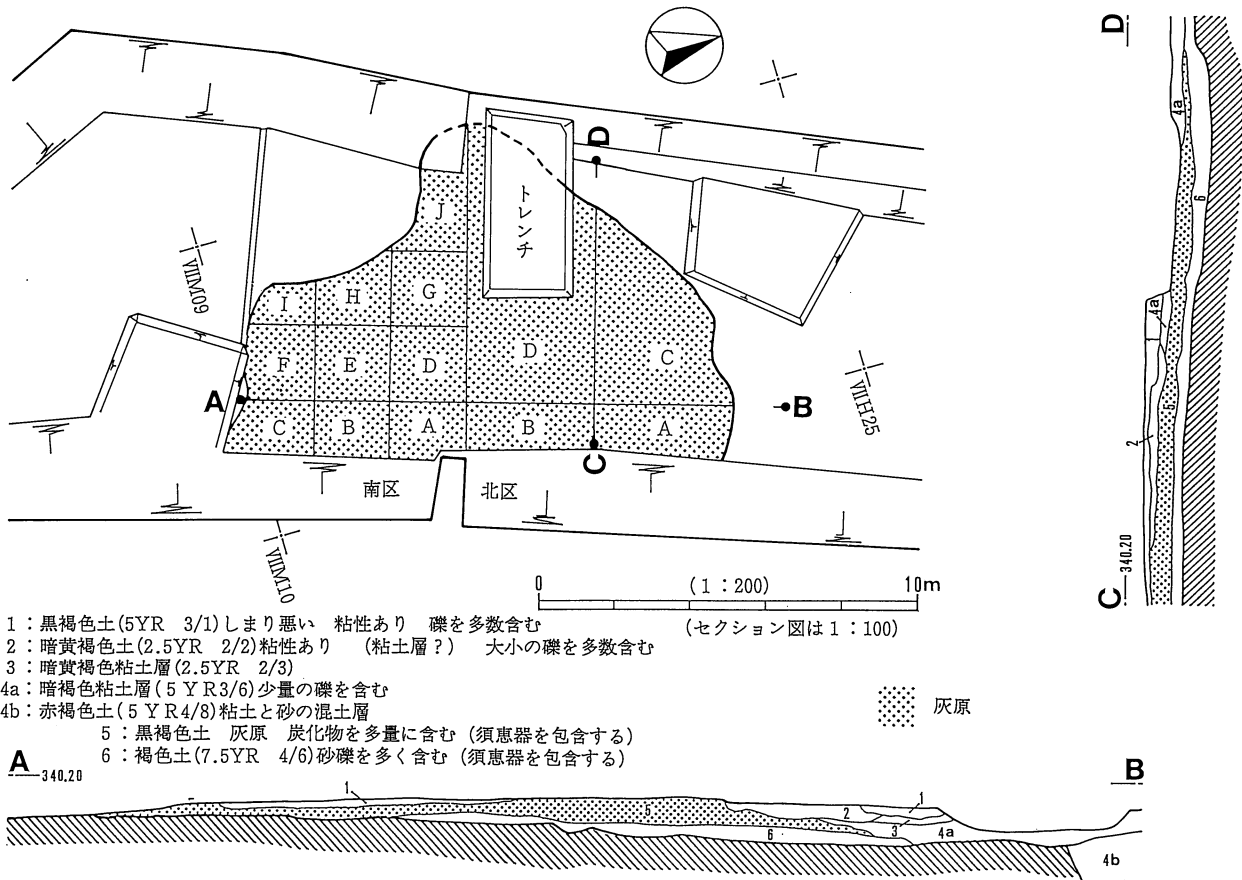 D
トレンチ
J
I
H
G
F
E
D
D
C
C
B
A
B
A
A
B
C
ⅦM09
ⅦH25
ⅦM10
南区
北区
0
(1:200)
10m
(セクション図は1:100)
1:黒褐色土(5YR 3/1)しまり悪い 粘性あり 礫を多数含む
2:暗黄褐色土(2.5YR 2/2)粘性あり (粘土層?) 大小の礫を多数含む
3:暗黄褐色粘土層(2.5YR 2/3)
4a:暗褐色粘土層(5YR3/6)少量の礫を含む
4b:赤褐色土(5YR4/8)粘土と砂の混土層
5:黒褐色土 灰原 炭化物を多量に含む(須恵器を包含する)
6:褐色土(7.5YR 4/6)砂礫を多く含む(須恵器を包含する)
灰原
D
4a
6
4a
6
2
C
340.20
A
340.20
B
1
5
6
2
1
3
4a
4b